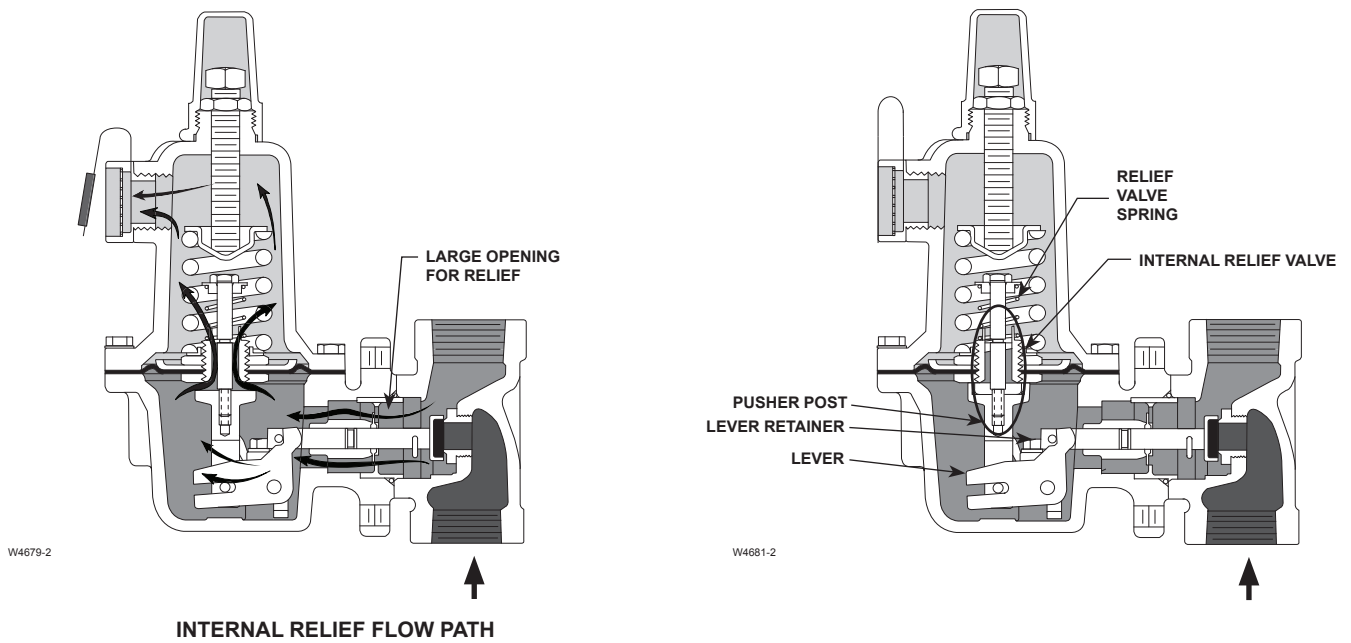 LARGE OPENING
FOR RELIEF
W4679-2
INTERNAL RELIEF FLOW PATH
RELIEF
VALVE
SPRING
INTERNAL RELIEF VALVE
PUSHER POST
LEVER RETAINER
LEVER
W4681-2